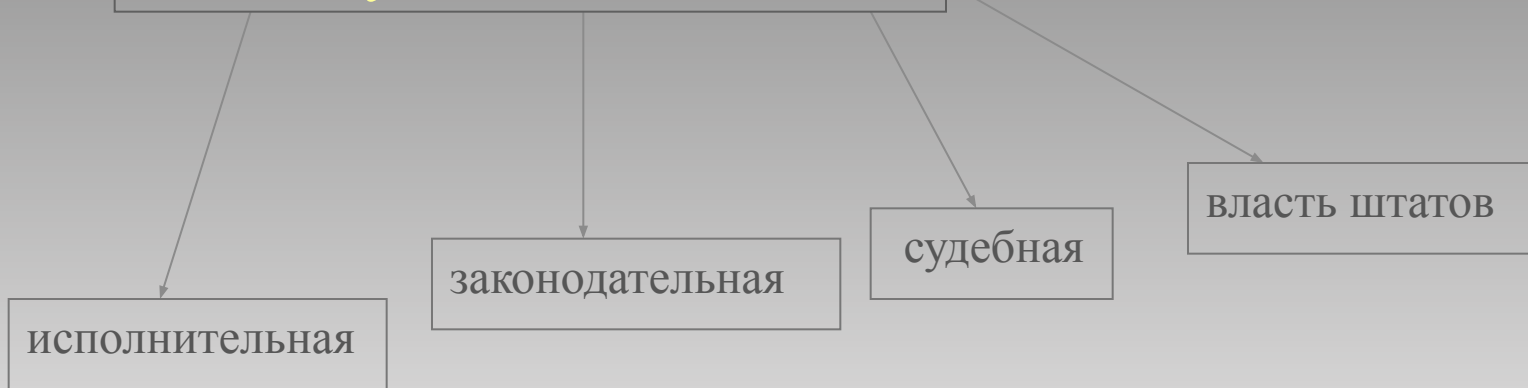 исполнительная
законодательная
судебная
власть штатов